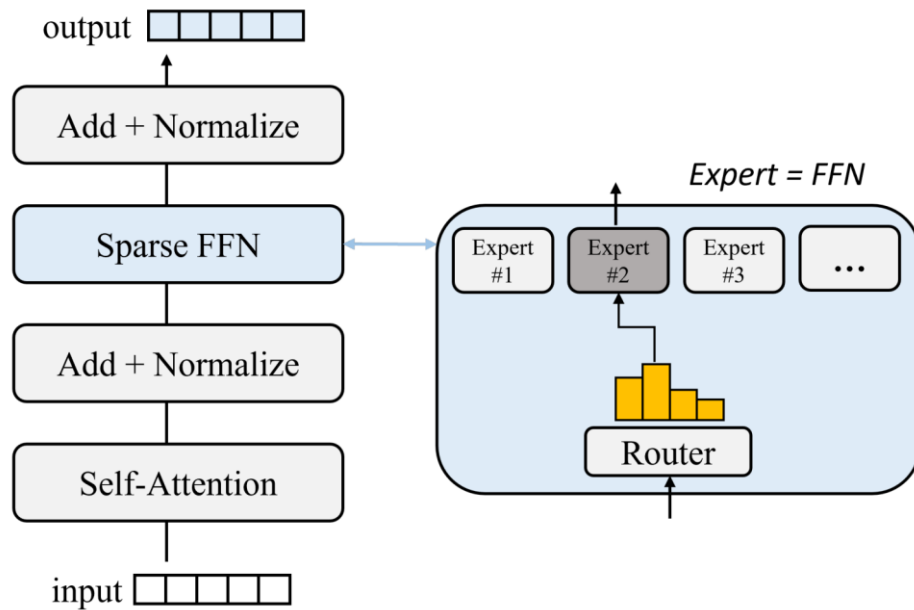 output
Add + Normalize
Expert = FFN
Sparse FFN
Expert
#1
Expert
#2
Expert
#3
...
Add + Normalize
Router
Self-Attention
input